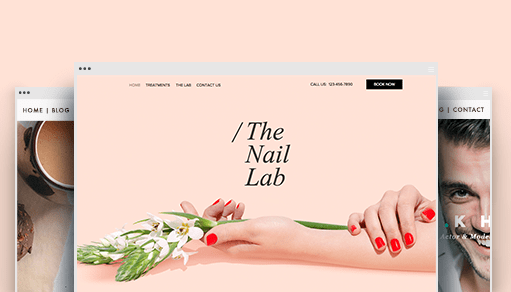 HOME | BLOG
HOME TREATMENTS THE LAB CONTACT US
CALL US: 123-456-7890
BOOK NOW
/ The
Nail
Lab
G | CONTACT
K H
Actor & Mode